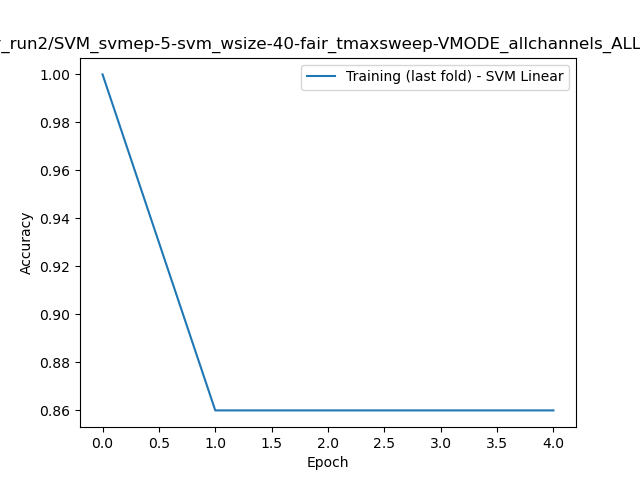 _run2/SVM_svmep-5-svm_wsize-40-fair_tmaxsweep-VMODE_allchannels_ALL
Training (last fold) - SVM Linear
1.00
0.98
0.96
0.94
0.92
0.90
0.88
0.86
Accuracy
0.0 0.5 1.0 1.5 2.0 2.5 3.0 3.5 4.0
Epoch